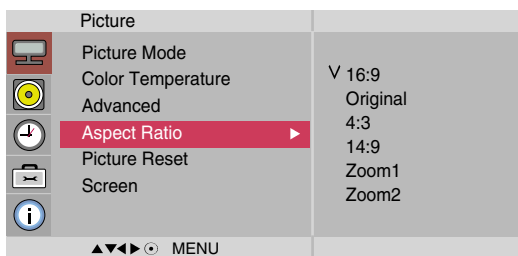 Picture
Picture Mode
Color Temperature
Advanced
Aspect Ratio
Picture Reset
Screen
V 16:9
Original
4:3
14:9
Zoom1
Zoom2
▲▼◀▶⊙ MENU